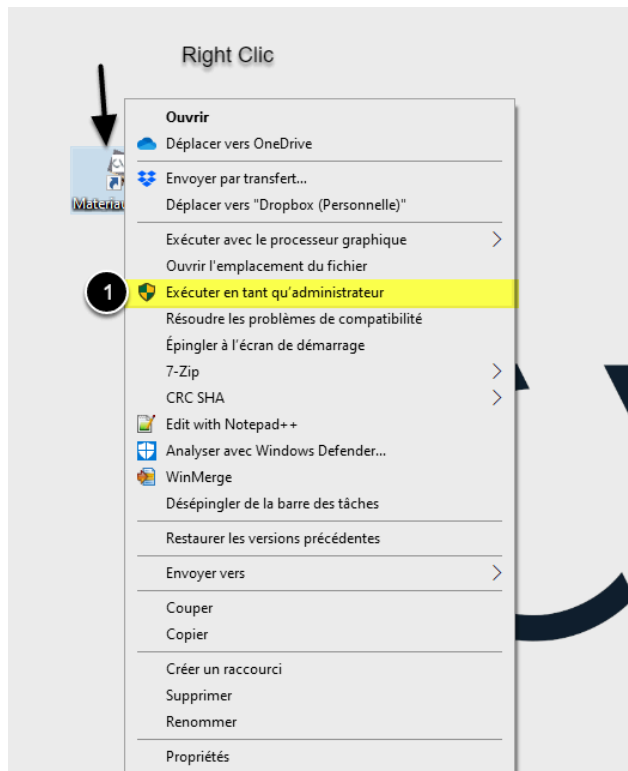 Right Clic
Ouvrir
Déplacer vers OneDrive
Envoyer par transfert...
Déplacer vers "Dropbox (Personnelle)"
Exécuter avec le processeur graphique
Ouvrir l'emplacement du fichier
1
Exécuter en tant qu'administrateur
Résoudre les problèmes de compatibilité
Épingler à l'écran de démarrage
7-Zip
CRC SHA
Edit with Notepad++
Analyser avec Windows Defender...
WinMerge
Désépingler de la barre des tâches
Restaurer les versions précédentes
Envoyer vers
Couper
Copier
Créer un raccourci
Supprimer
Renommer
Propriétés